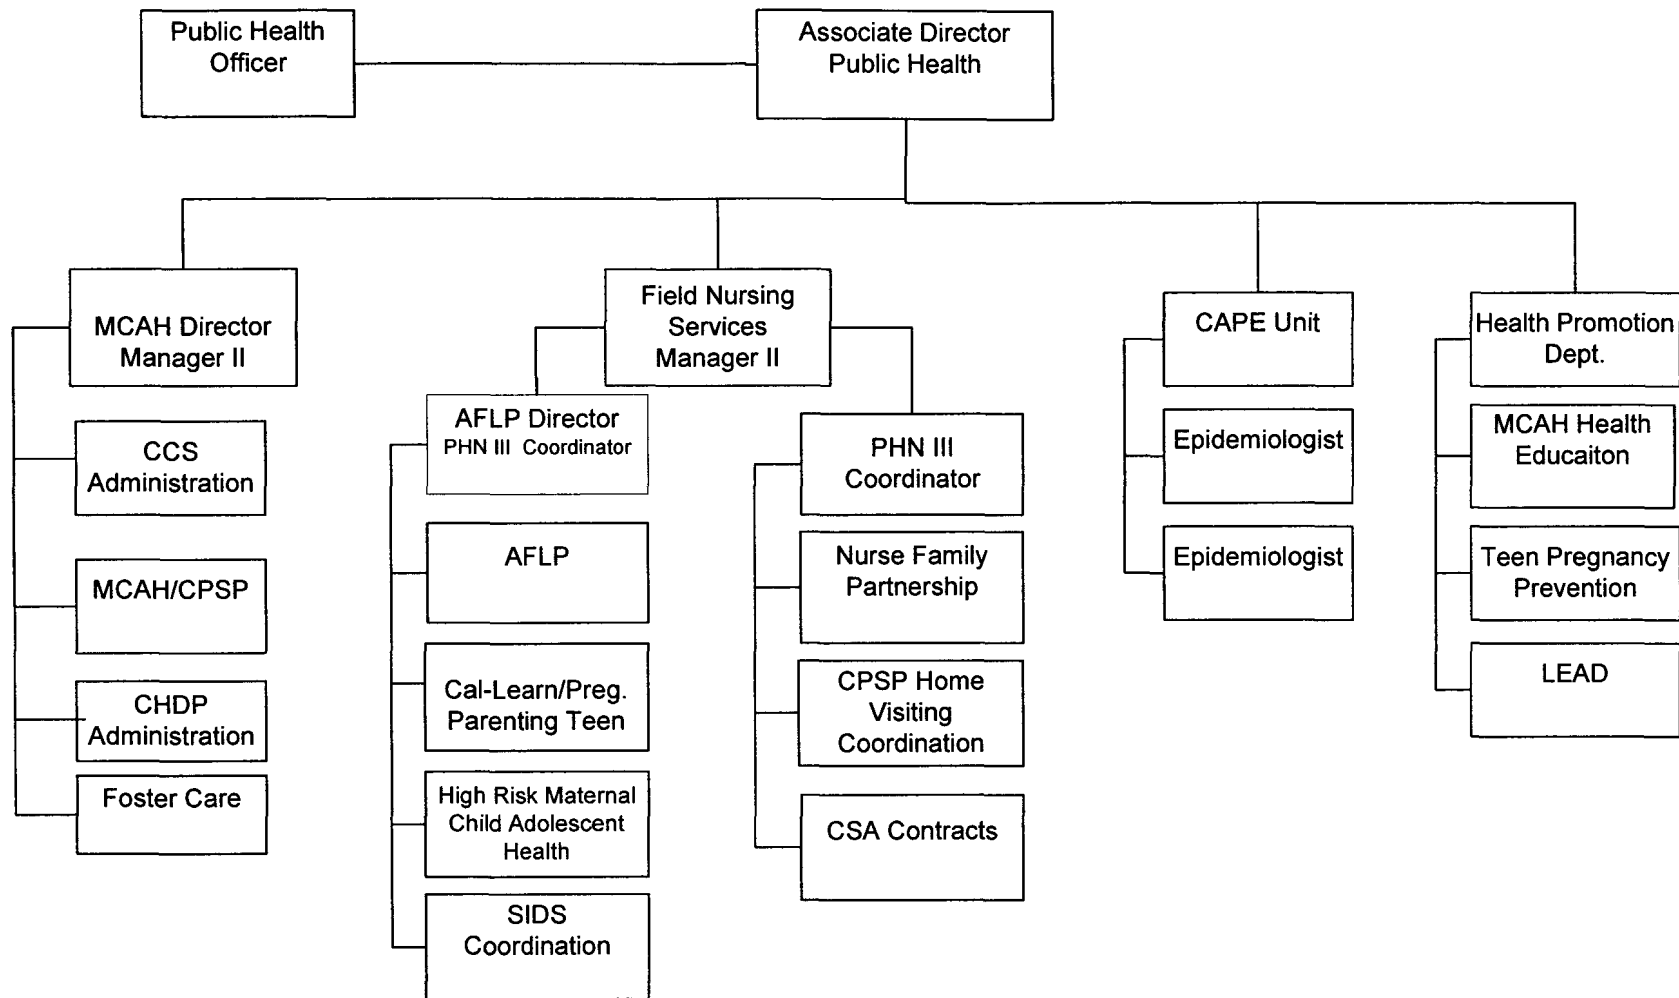 Public Health
Officer
Associate Director
Public Health
MCAH Director
Manager II
CCS
Administration
MCAH/CPSP
CHDP
Administration
Foster Care
Field Nursing
Services
Manager II
AFLP Director
PHN III Coordinator
AFLP
Cal-Learn/Preg.
Parenting Teen
High Risk Maternal
Child Adolescent
Health
SIDS
Coordination
PHN III
Coordinator
Nurse Family
Partnership
CPSP Home
Visiting
Coordination
CSA Contracts
CAPE Unit
Epidemiologist
Epidemiologist
Health Promotion
Dept.
MCAH Health
Educaiton
Teen Pregnancy
Prevention
LEAD